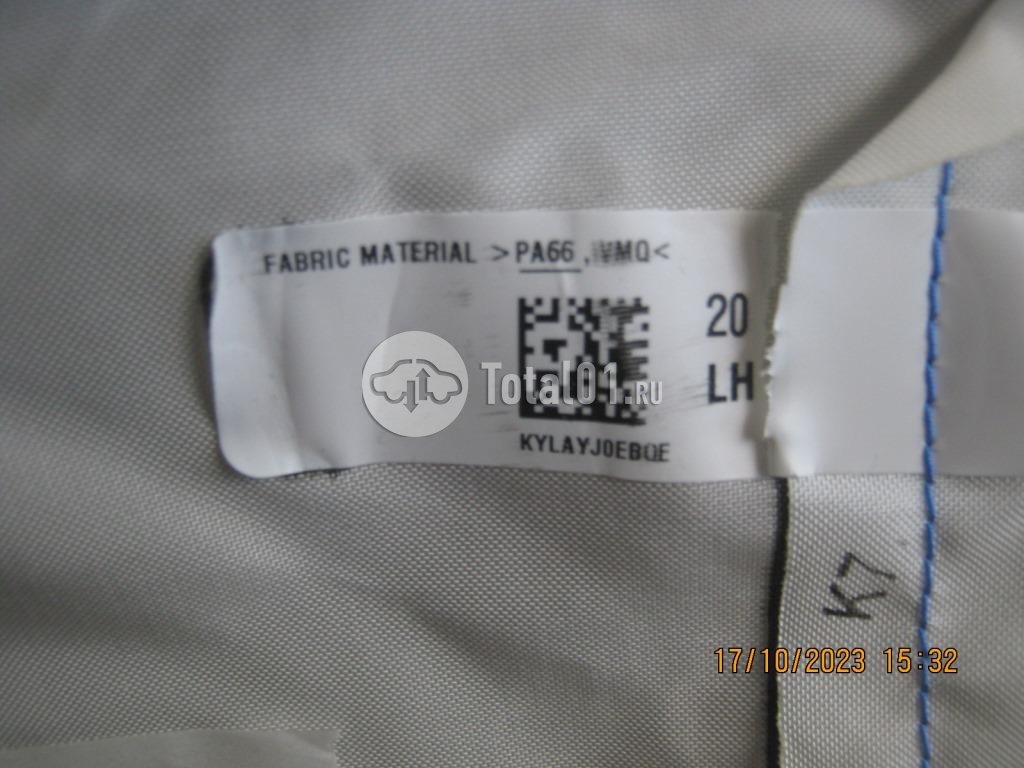 FABRIC MATERIAL >PA66 ,VMQ<
20
LH
Total01.ru
KYLAYJ0EBQE
K7
17/10/2023 15:32